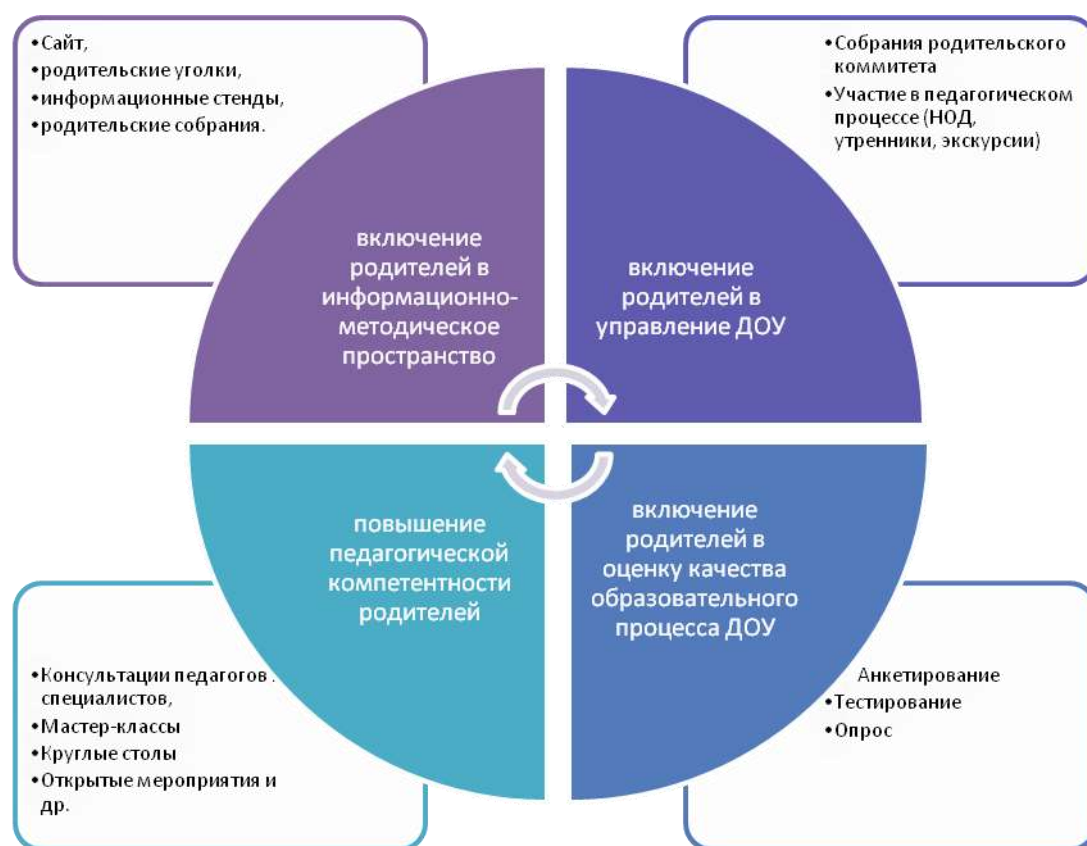 •Сайт,
•родительские уголки,
•информационные стенды,
•родительские собрания.
•Собрания родительского
коммитета
•Участие в педагогическом
процессе (НОД,
утренники, экскурсии)
включение
родителей в
информационно-
методическое
пространство
включение
родителей в
управление ДОУ
повышение
педагогической
компетентности
родителей
включение
родителей в
оценку качества
образовательного
процесса ДОУ
•Консультации педагогов
специалистов,
•Мастер-классы
•Круглые столы
•Открытые мероприятия и
др.
Анкетирование
•Тестирование
•Опрос